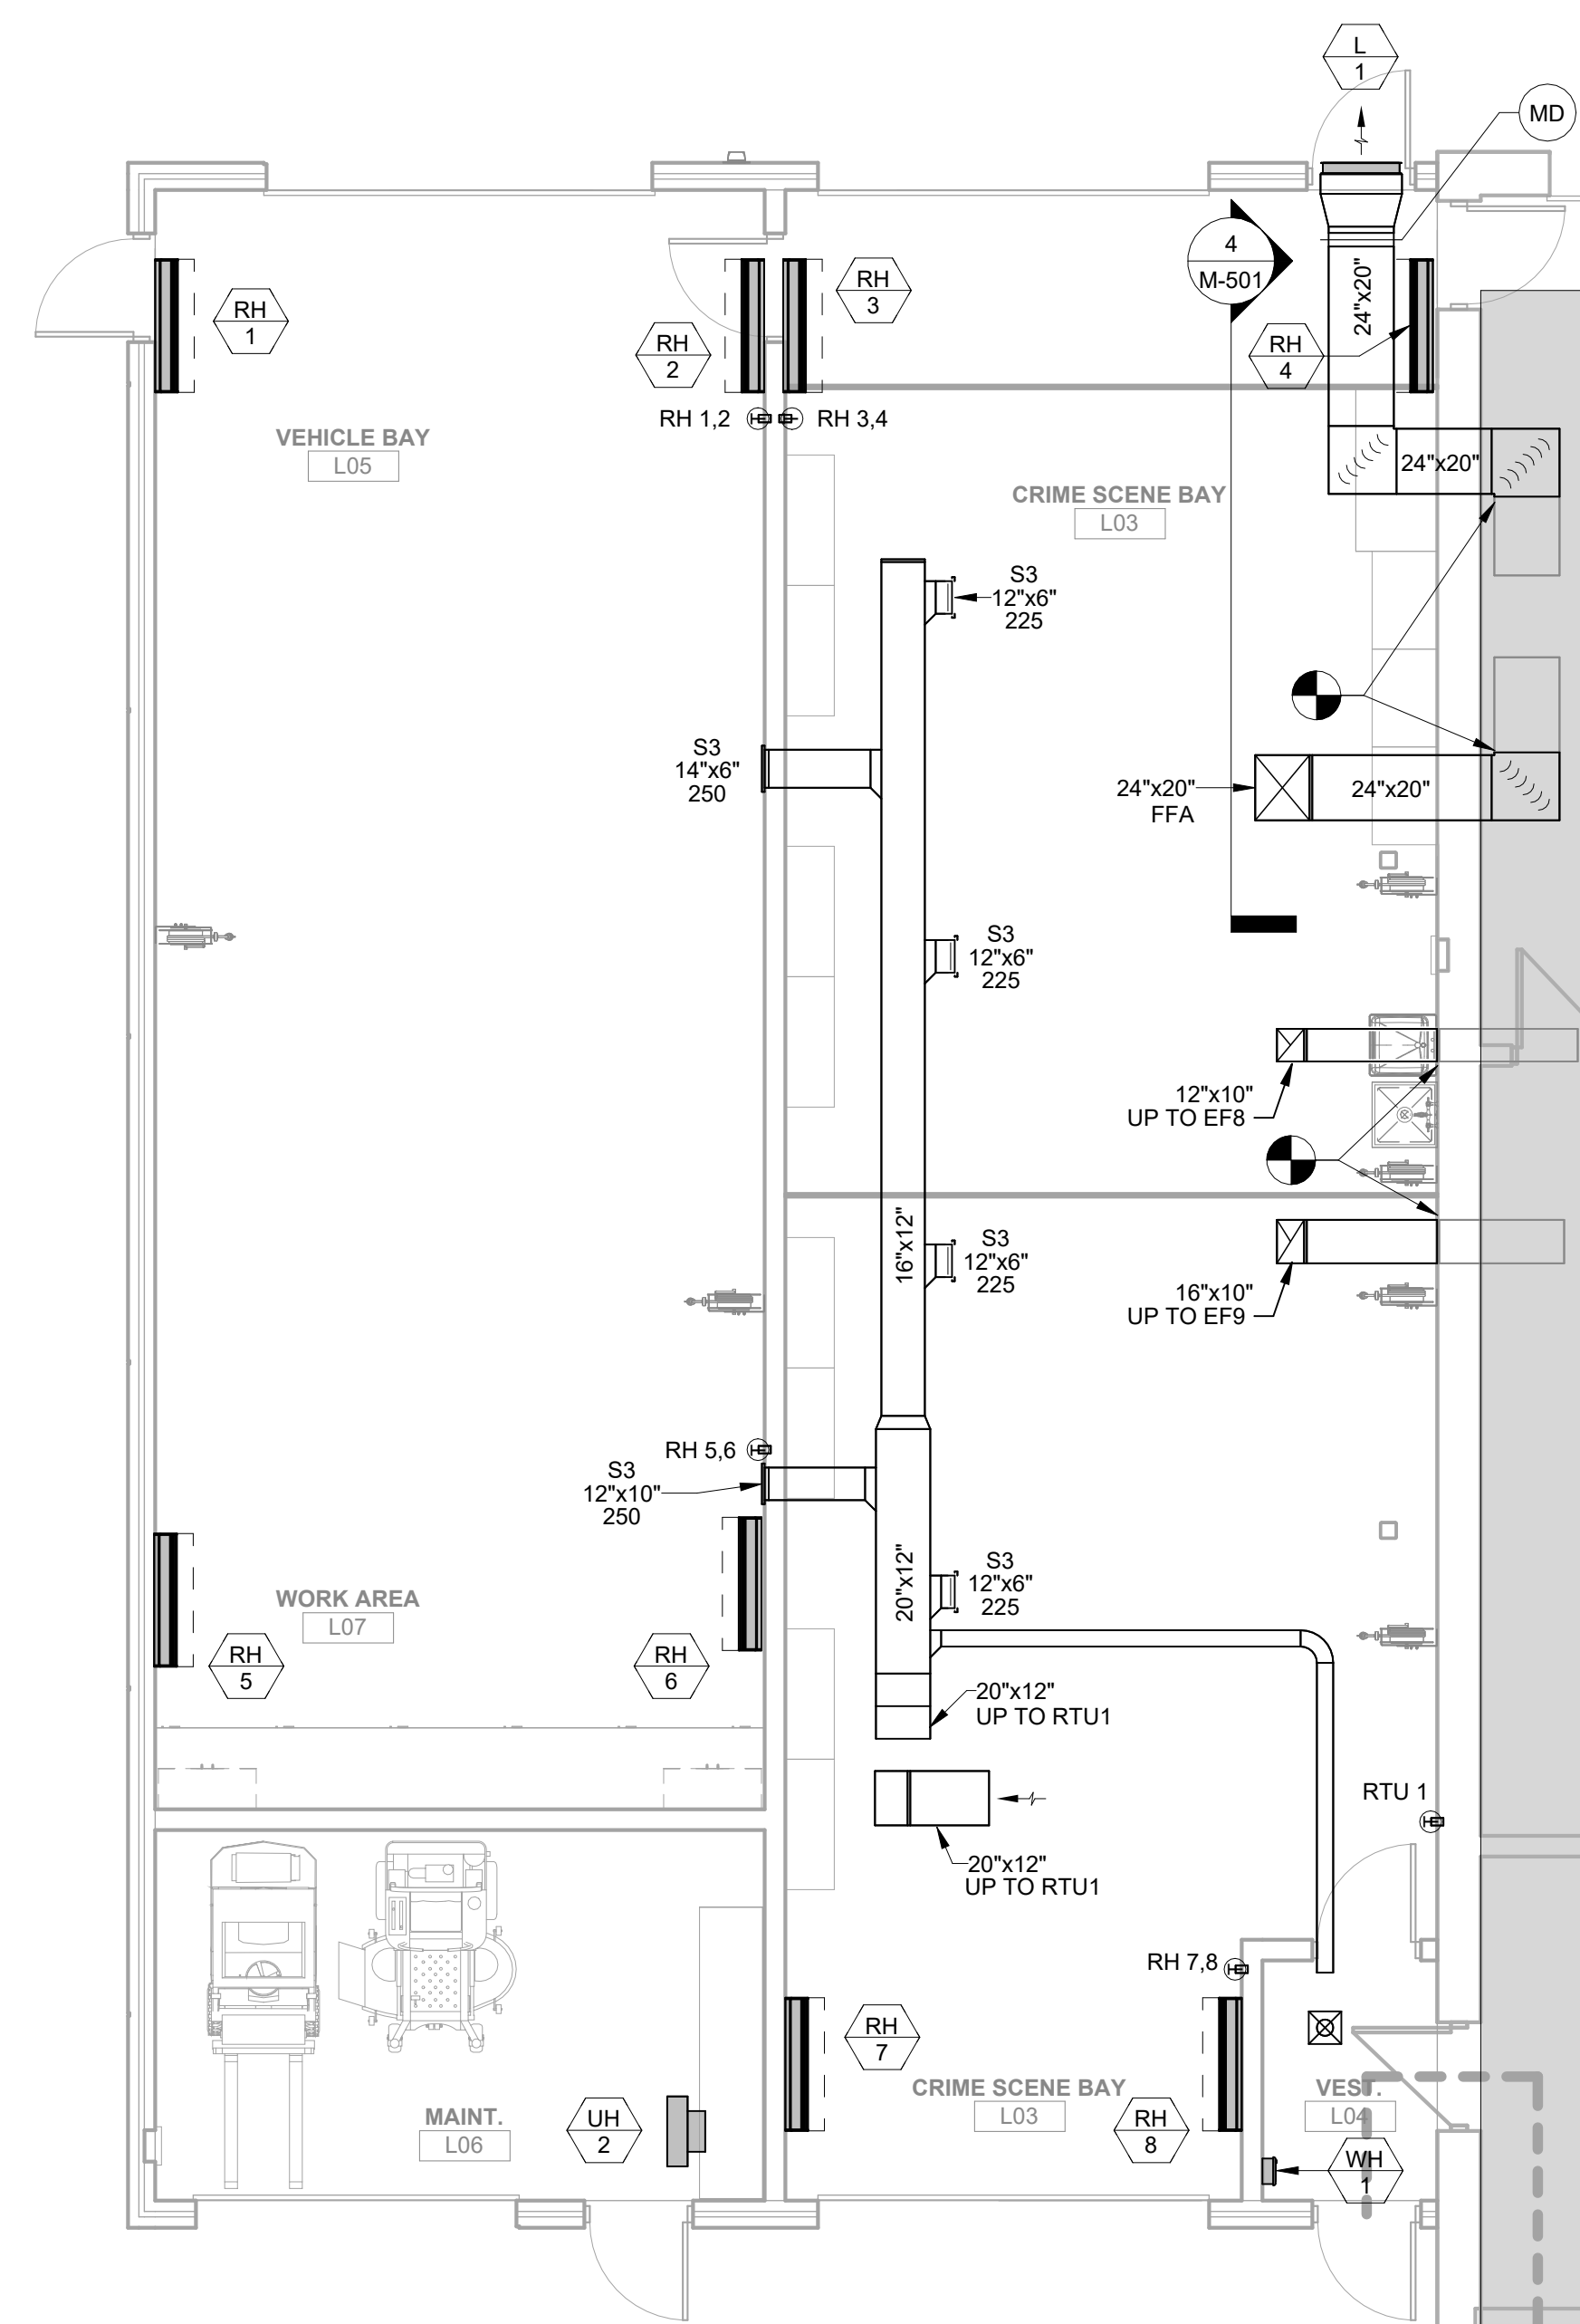 L
1
MD
4
M-501
24"x20"
RH
1
RH
2
RH
3
RH
4
RH 1,2
RH 3,4
VEHICLE BAY
L05
24"x20"
CRIME SCENE BAY
L03
S3
12"x6"
225
S3
14"x6"
250
24"x20"
FFA
24"x20"
S3
12"x6"
225
12"x10"
UP TO EF8
16"x12"
S3
12"x6"
225
16"x10"
UP TO EF9
RH 5,6
S3
12"x10"
250
20"x12"
S3
12"x6"
225
WORK AREA
L07
RH
5
RH
6
20"x12"
UP TO RTU1
RTU 1
20"x12"
UP TO RTU1
RH 7,8
RH
7
CRIME SCENE BAY
L03
RH
8
VEST.
L04
MAINT.
L06
UH
2
WH
1